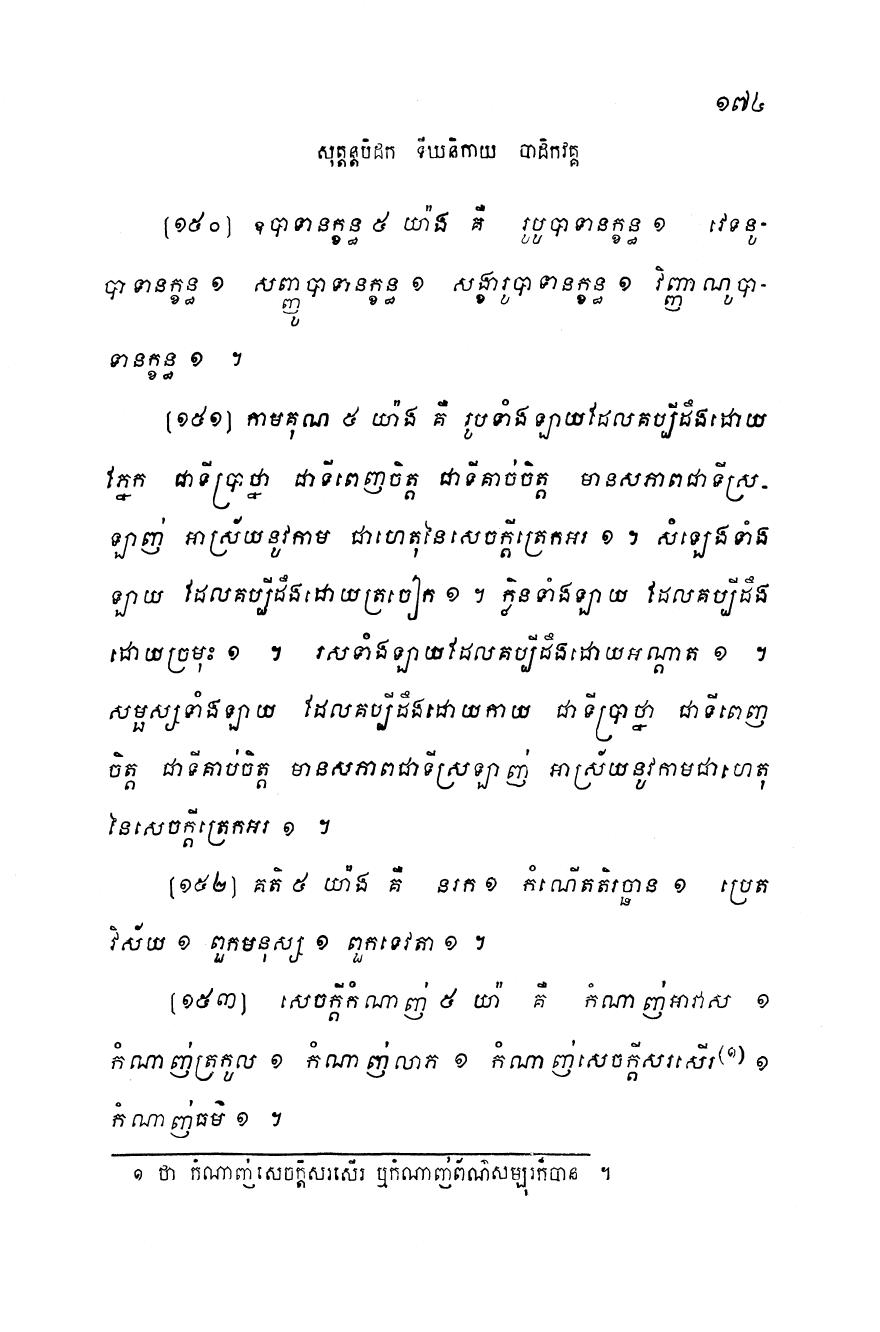 ១៧៤
សុត្តន្តបិដក ទីឃនិកាយ បាដិកវគ្គ
[១៥០] ឧបាទានក្ខន្ធ ៥ យ៉ាង គឺ រូបូបាទានក្ខន្ធ ១ វេទនូ-
បាទានក្ខន្ធ ១ សញ្ញូបាទានក្ខន្ធ ១ សង្ខារូបាទានក្ខន្ធ ១ វិញ្ញាណូបា-
ទានក្ខន្ធ ១ ។
[១៥១] កាមគុណ ៥ យ៉ាង គឺ រូបទាំងឡាយដែលគប្បីដឹងដោយ
ភ្នែក ជាទីប្រាថ្នា ជាទីពេញចិត្ត ជាទីគាប់ចិត្ត មានសភាពជាទីស្រ-
ឡាញ់ អាស្រ័យនូវកាម ជាហេតុនៃសេចក្តីត្រេកអរ ១ ។ សំឡេងទាំង
ឡាយ ដែលគប្បីដឹងដោយត្រចៀក ១ ។ ក្លិនទាំងឡាយ ដែលគប្បីដឹង
ដោយច្រមុះ ១ ។ រសទាំងឡាយដែលគប្បីដឹងដោយអណ្តាត ១ ។
សម្ផស្សទាំងឡាយ ដែលគប្បីដឹងដោយកាយ ជាទីប្រាថ្នា ជាទីពេញ
ចិត្ត ជាទីគាប់ចិត្ត មានសភាពជាទីស្រឡាញ់ អាស្រ័យនូវកាមជាហេតុ
នៃសេចក្តីត្រេកអរ ១ ។
[១៥២] គតិ ៥ យ៉ាង គឺ នរក ១ កំណើតតិរច្ឆាន ១ ប្រេត
វិស័យ ១ ពួកមនុស្ស ១ ពួកទេវតា ១ ។
[១៥៣] សេចក្តីកំណាញ់ ៥ យ៉ា គឺ កំណាញ់អាវាស ១
កំណាញ់ត្រកូល ១ កំណាញ់លាភ ១ កំណាញ់សេចក្តីសរសើរ(១) ១
កំណាញ់ធម៌ ១ ។
១ ថា កំណាញ់សេចក្តីសរសើរ ឬកំណាញ់ព័ណ៌សម្បុរក៏បាន ។